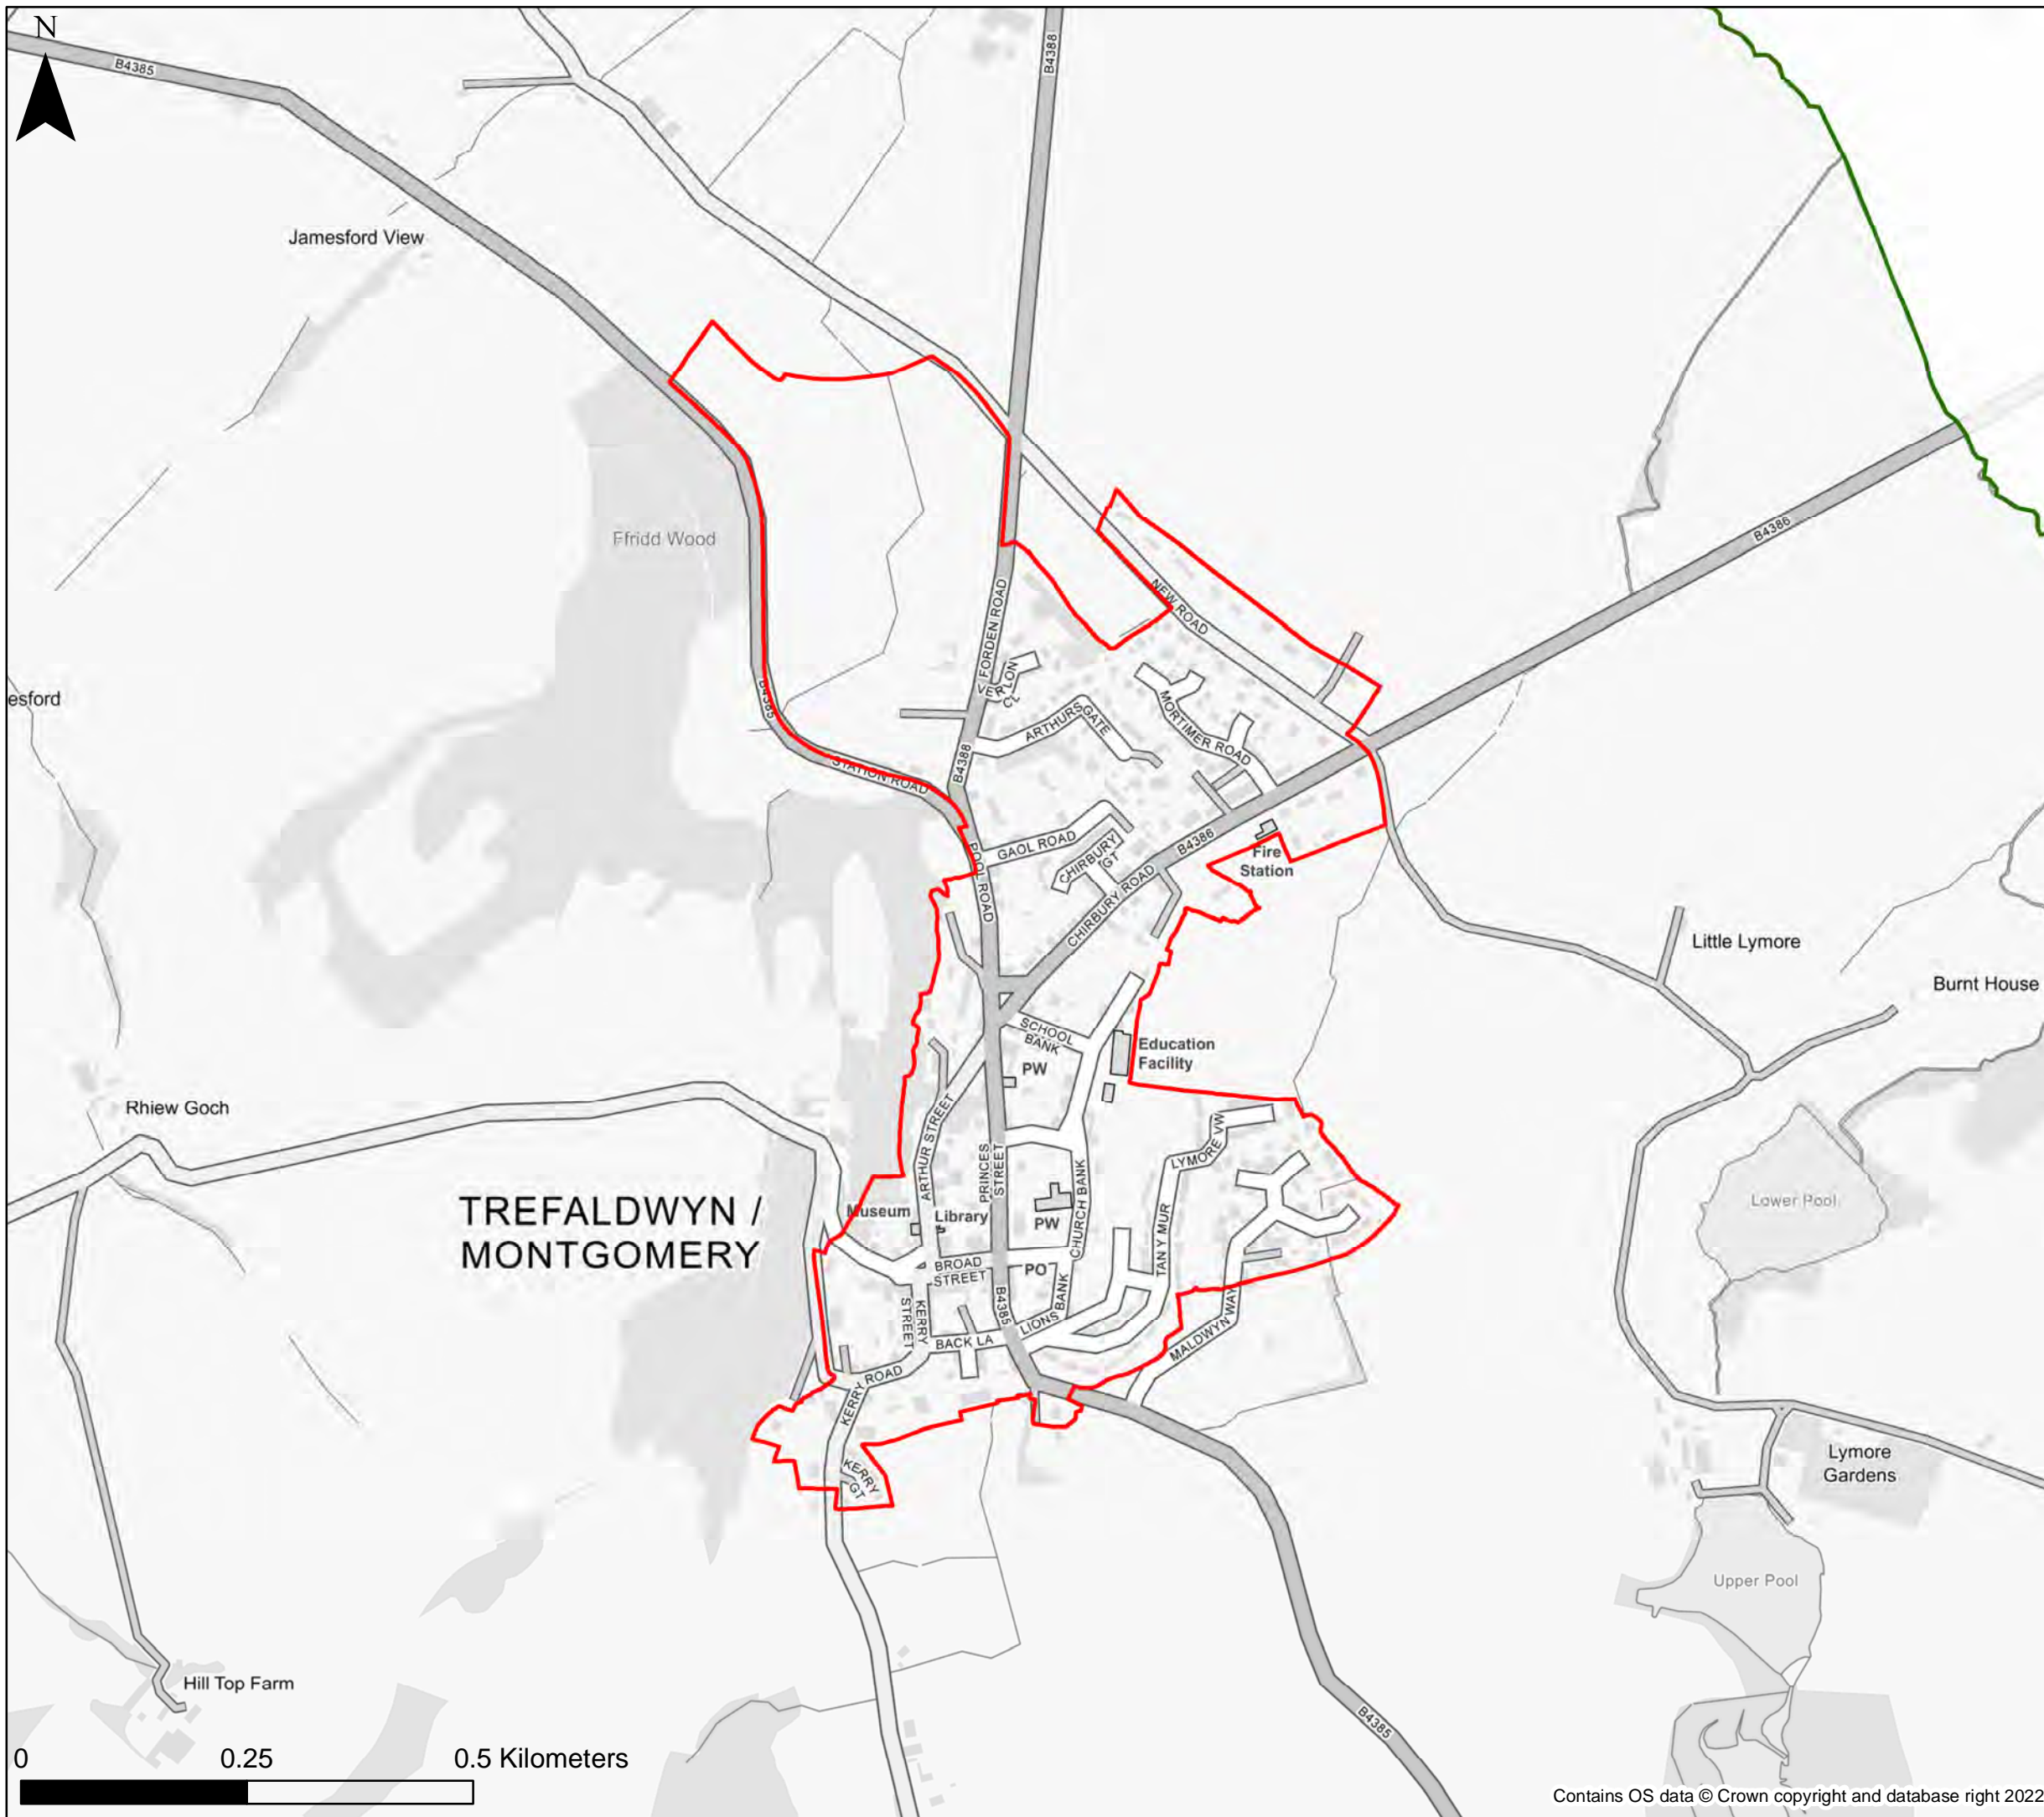 N
B4385
B4388
Jamesford View
Ffridd Wood
B4386
NEW ROAD
FORDEN ROAD
esford
VERLON
CL
ARTHURS
GATE
MORTIMER ROAD
B4385
STATION ROAD
B4388
GAOL ROAD
CHIRBURY
GT
B4386
Fire
Station
POOL ROAD
CHIRBURY ROAD
Little Lymore
Burnt House
SCHOOL
BANK
Education
Facility
PW
Rhiew Goch
ARTHUR STREET
PRINCES
STREET
LYMORE VW
TREFALDWYN /
MONTGOMERY
Museum
Library
PW
CHURCH BANK
TAN Y MUR
Lower Pool
BROAD
STREET
PO
KERRY
STREET
B4385
LIONS
BANK
BACK LA
MALDWYN WAY
KERRY ROAD
KERRY
GT
Lymore
Gardens
Upper Pool
Hill Top Farm
B4385
0 0.25 0.5 Kilometers
Contains OS data © Crown copyright and database right 2022